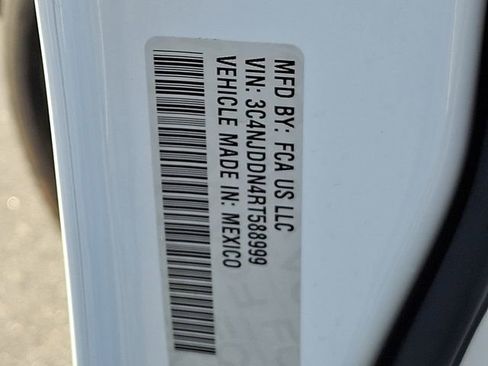 MFD BY: FCA US LLC
VIN: 3C4NJDDN4RT588999
VEHICLE MADE IN: MEXICO